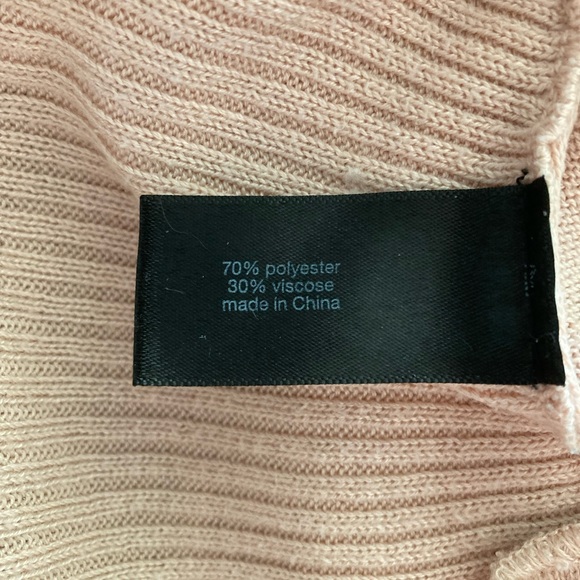 70% polyester
30% viscose
made in China